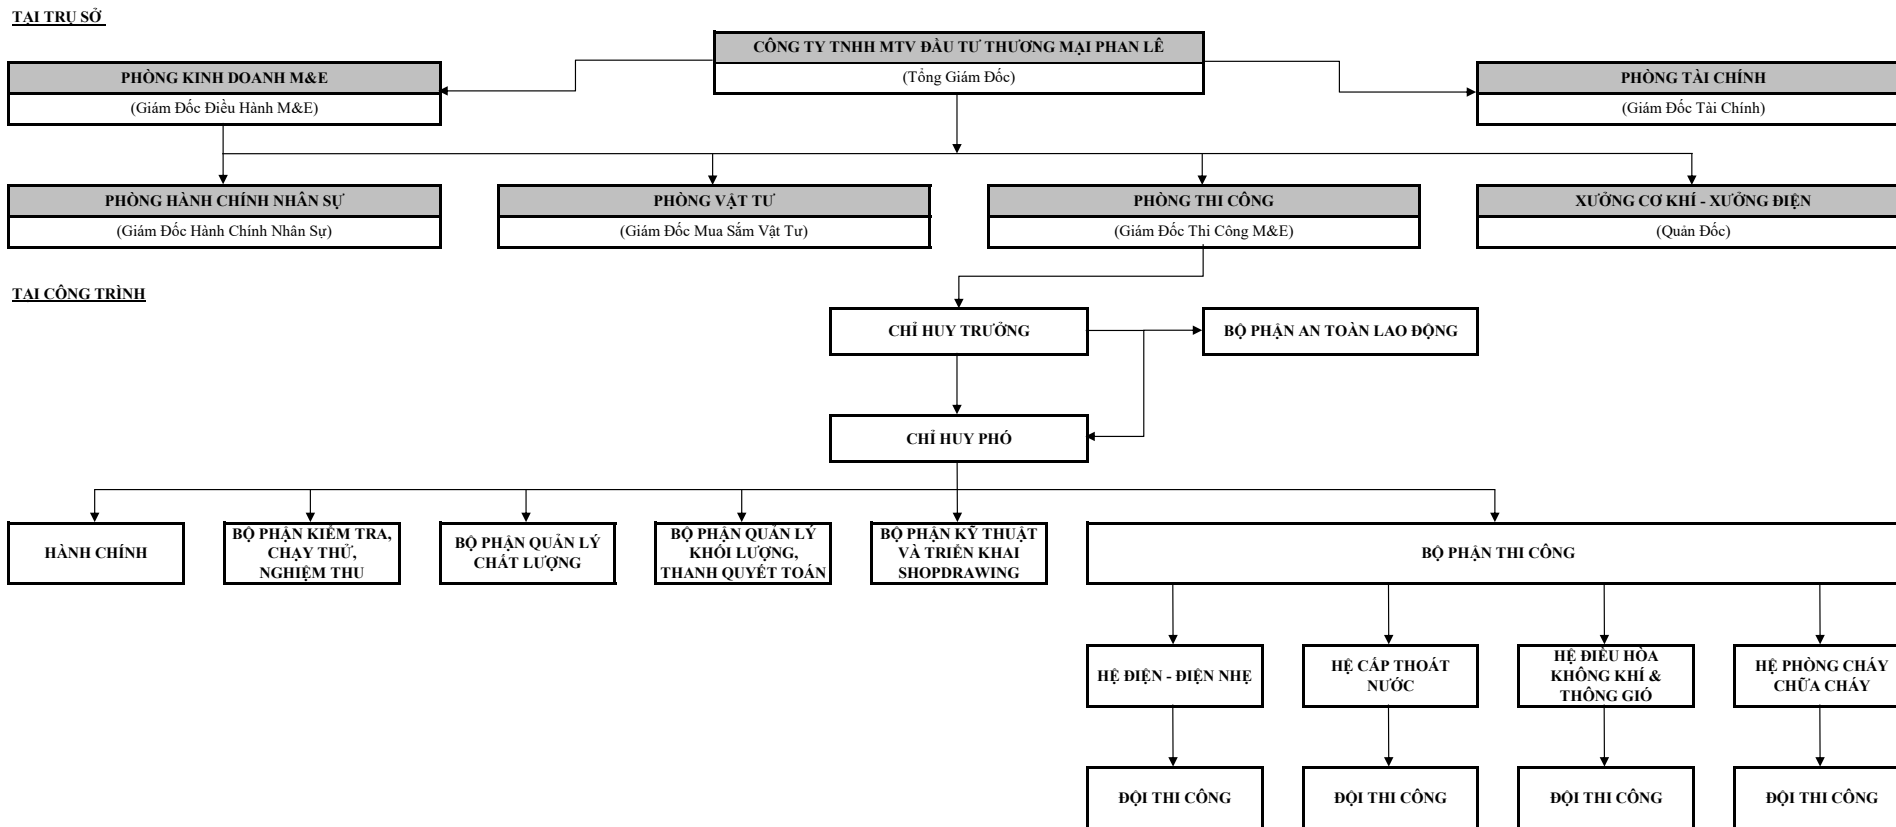 TẠI TRỤ SỞ
CÔNG TY TNHH MTV ĐẦU TƯ THƯƠNG MẠI PHAN LÊ
(Tổng Giám Đốc)
PHÒNG KINH DOANH M&E
(Giám Đốc Điều Hành M&E)
PHÒNG TÀI CHÍNH
(Giám Đốc Tài Chính)
PHÒNG HÀNH CHÍNH NHÂN SỰ
(Giám Đốc Hành Chính Nhân Sự)
PHÒNG VẬT TƯ
(Giám Đốc Mua Sắm Vật Tư)
PHÒNG THI CÔNG
(Giám Đốc Thi Công M&E)
XƯỞNG CƠ KHÍ - XƯỞNG ĐIỆN
(Quản Đốc)
TẠI CÔNG TRÌNH
CHỈ HUY TRƯỞNG
BỘ PHẬN AN TOÀN LAO ĐỘNG
CHỈ HUY PHÓ
HÀNH CHÍNH
BỘ PHẬN KIỂM TRA,
CHẠY THỬ,
NGHIỆM THU
BỘ PHẬN QUẢN LÝ
CHẤT LƯỢNG
BỘ PHẬN QUẢN LÝ
KHỐI LƯỢNG,
THANH QUYẾT TOÁN
BỘ PHẬN KỸ THUẬT
VÀ TRIỂN KHAI
SHOPDRAWING
BỘ PHẬN THI CÔNG
HỆ ĐIỆN - ĐIỆN NHẸ
HỆ CẤP THOÁT
NƯỚC
HỆ ĐIỀU HÒA
KHÔNG KHÍ &
THÔNG GIÓ
HỆ PHÒNG CHÁY
CHỮA CHÁY
ĐỘI THI CÔNG
ĐỘI THI CÔNG
ĐỘI THI CÔNG
ĐỘI THI CÔNG